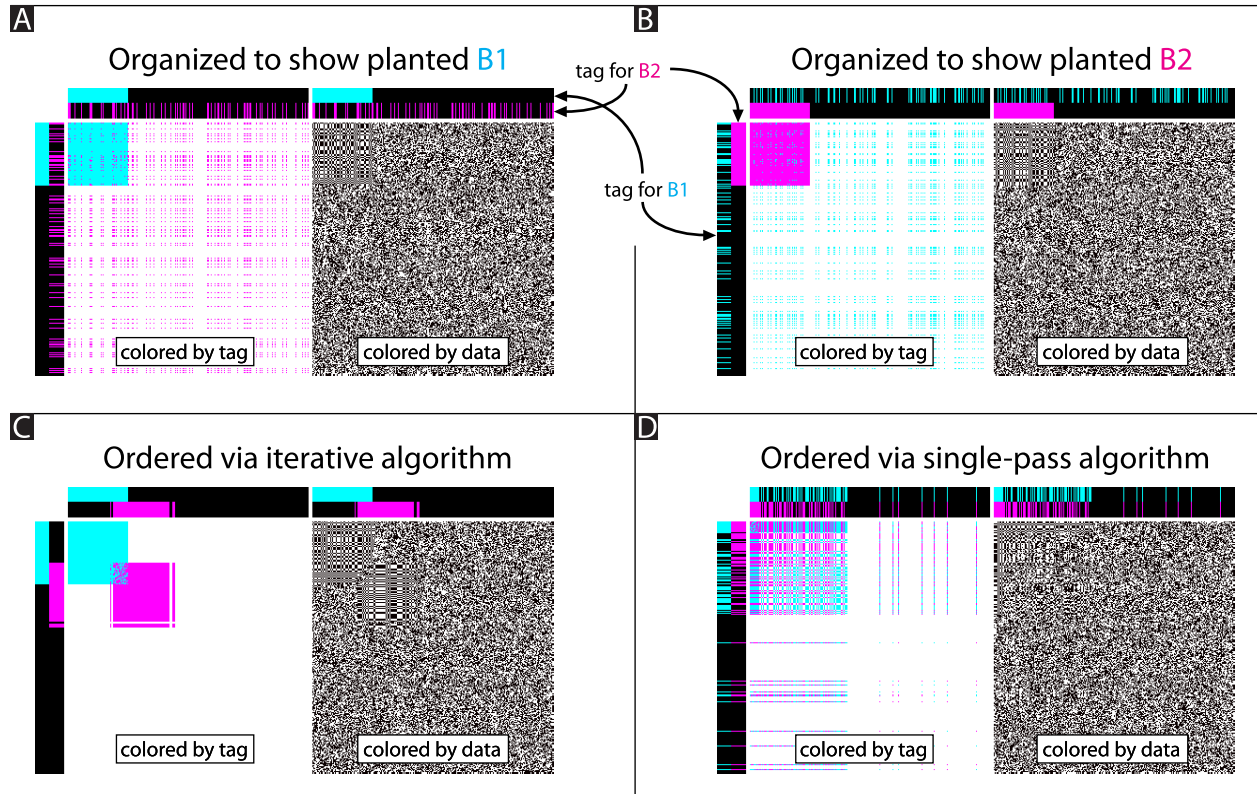 A
Organized to show planted B1
tag for B2
tag for B1
colored by tag
colored by data
B
Organized to show planted B2
colored by tag
colored by data
C
Ordered via iterative algorithm
colored by tag
colored by data
D
Ordered via single-pass algorithm
colored by tag
colored by data